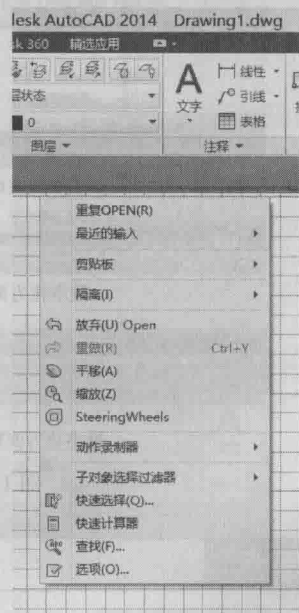 lesk AutoCAD 2014 Drawing1.dwg
sk 360 精选应用
层状态
0
图层
文字
线性
引线
表格
注释
重复OPEN(R)
最近的输入
剪贴板
隔离(I)
放弃(U) Open
重做(R) Ctrl+Y
平移(A)
缩放(Z)
SteeringWheels
动作录制器
子对象选择过滤器
快速选择(Q)...
快速计算器
查找(F)...
选项(O)...